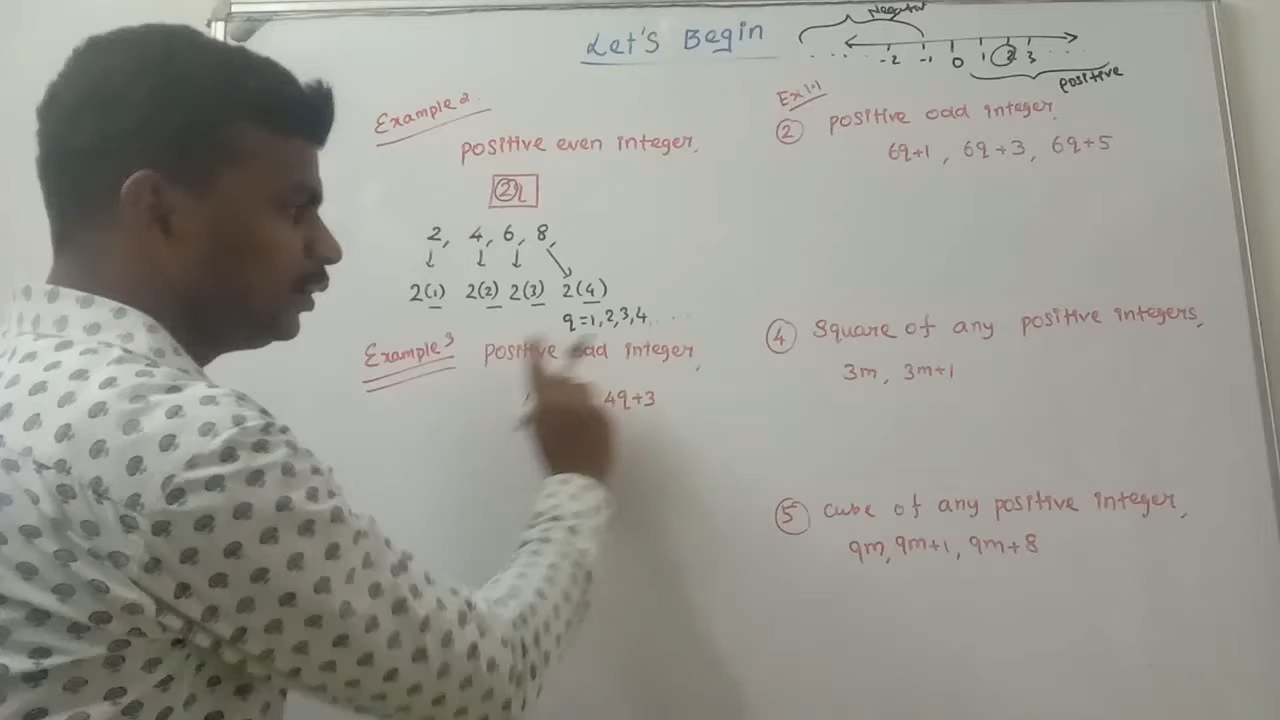 Let's Begin
Negative
-2 -1 0 1 2 3
positive
Example 2.
positive even integer.
2q
2, 4, 6, 8,
2(1) 2(2) 2(3) 2(4)
q=1,2,3,4
Example 3 positive odd integer,
4q+3
Ex 1.1
② positive odd integer
6q+1, 6q+3, 6q+5
④ Square of any positive integers,
3m, 3m+1
⑤ cube of any positive integer,
9m, 9m+1, 9m+8